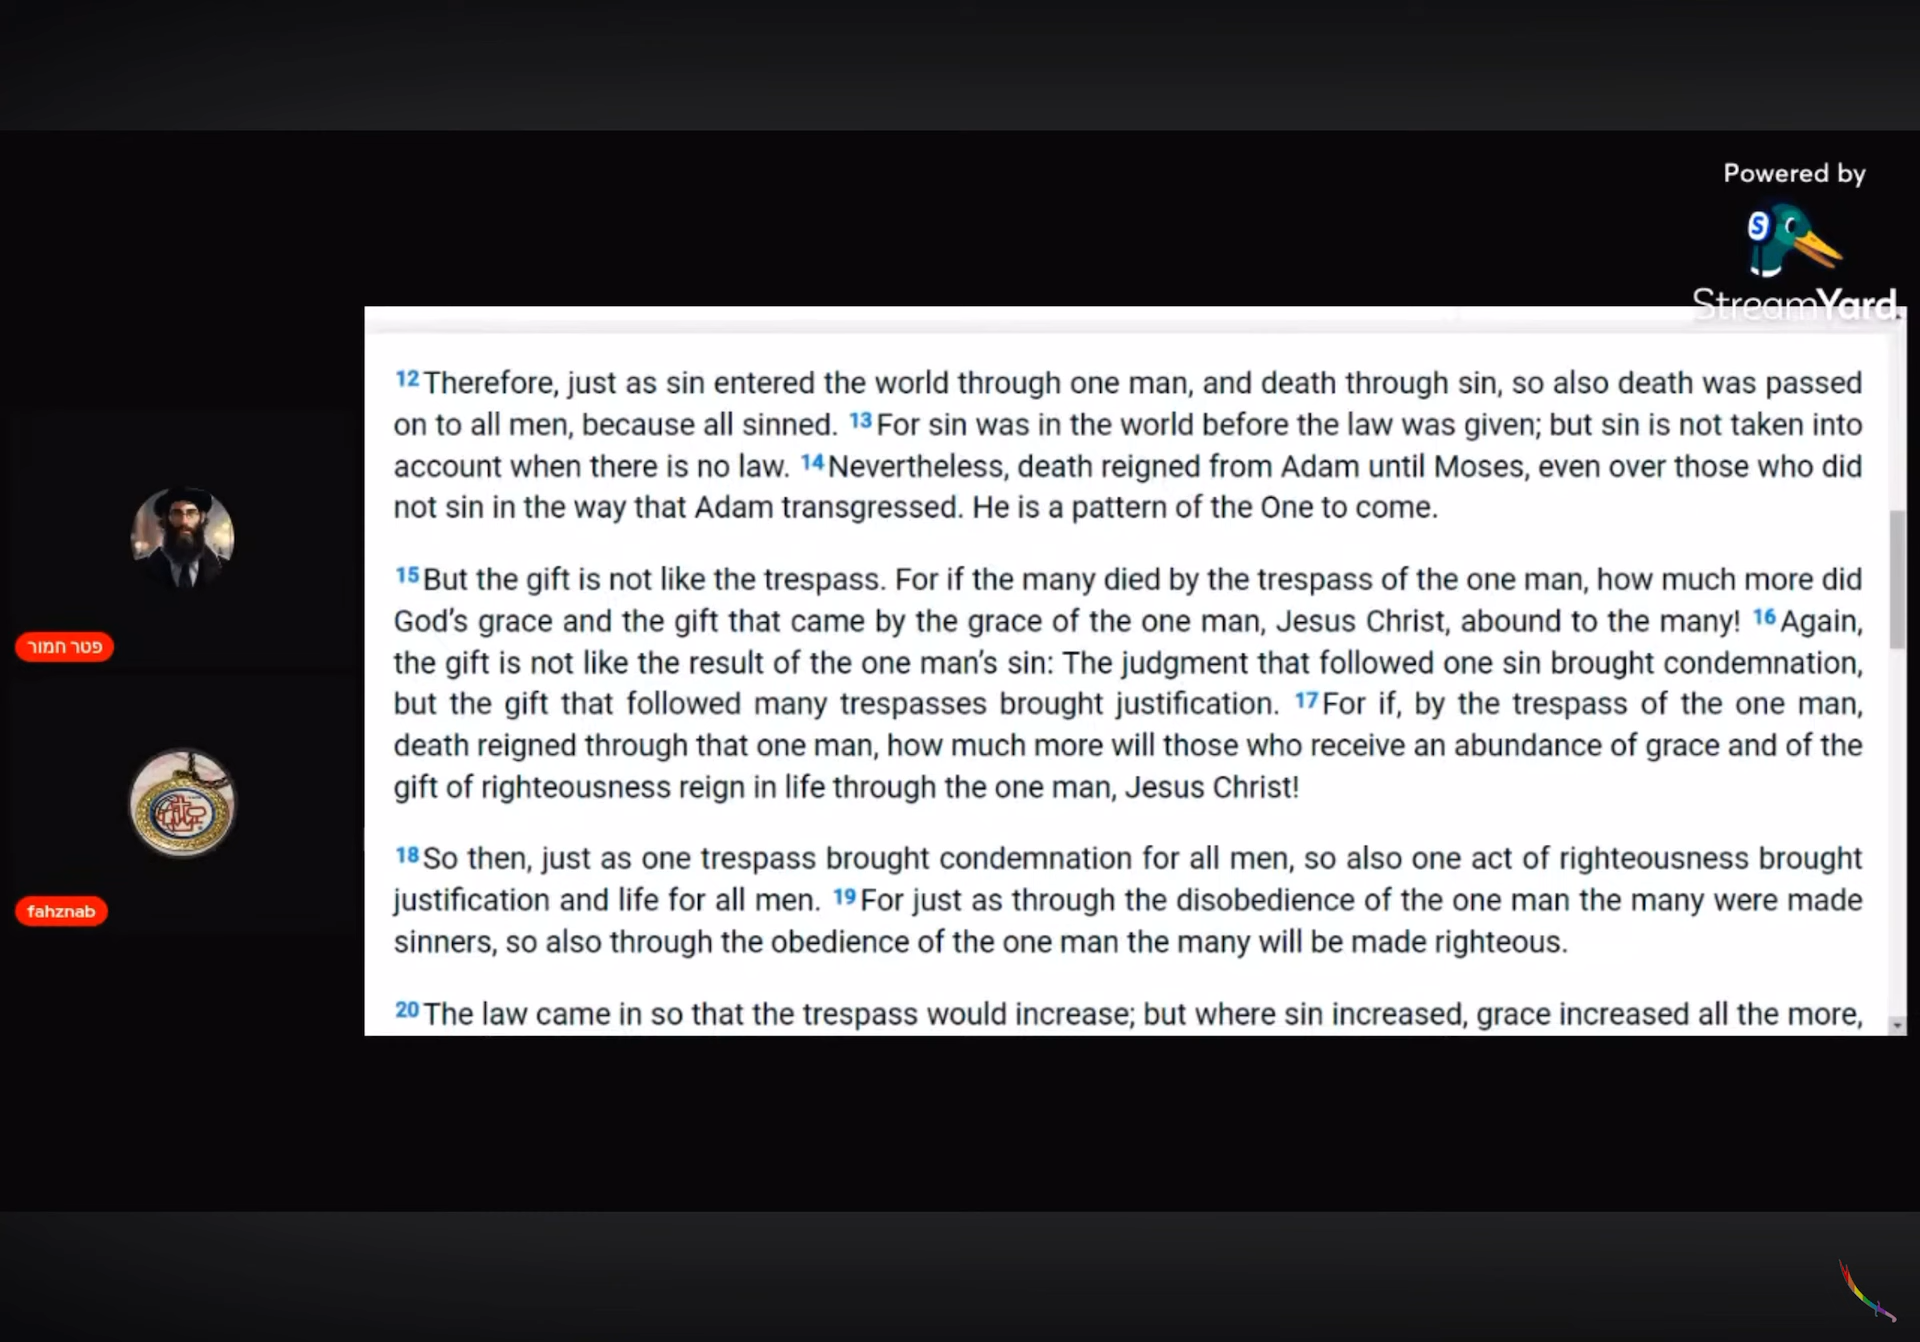 Powered by
StreamYard
12 Therefore, just as sin entered the world through one man, and death through sin, so also death was passed
on to all men, because all sinned. 13 For sin was in the world before the law was given; but sin is not taken into
account when there is no law. 14 Nevertheless, death reigned from Adam until Moses, even over those who did
not sin in the way that Adam transgressed. He is a pattern of the One to come.
15 But the gift is not like the trespass. For if the many died by the trespass of the one man, how much more did
God's grace and the gift that came by the grace of the one man, Jesus Christ, abound to the many! 16 Again,
the gift is not like the result of the one man's sin: The judgment that followed one sin brought condemnation,
but the gift that followed many trespasses brought justification. 17 For if, by the trespass of the one man,
death reigned through that one man, how much more will those who receive an abundance of grace and of the
gift of righteousness reign in life through the one man, Jesus Christ!
18 So then, just as one trespass brought condemnation for all men, so also one act of righteousness brought
justification and life for all men. 19 For just as through the disobedience of the one man the many were made
sinners, so also through the obedience of the one man the many will be made righteous.
20 The law came in so that the trespass would increase; but where sin increased, grace increased all the more,
פטר חמור
fahznab